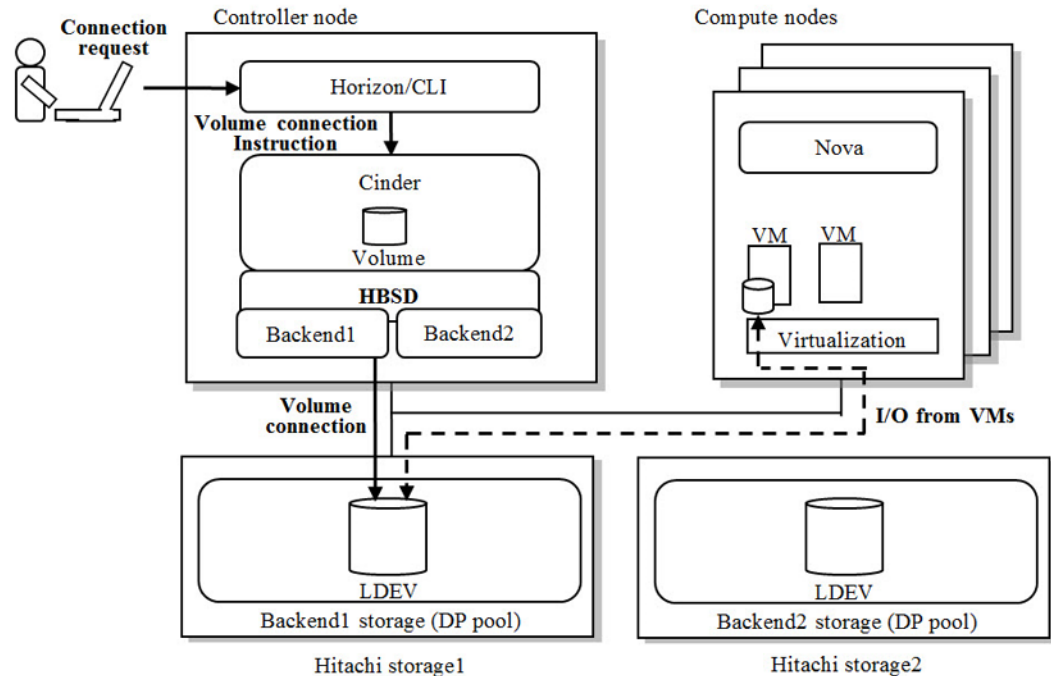 Controller node
Compute nodes
Connection
request
Horizon/CLI
Volume connection
Instruction
Cinder
Volume
HBSD
Backend1
Backend2
Nova
VM
VM
Virtualization
Volume
connection
I/O from VMs
LDEV
Backend1 storage (DP pool)
Hitachi storage1
LDEV
Backend2 storage (DP pool)
Hitachi storage2